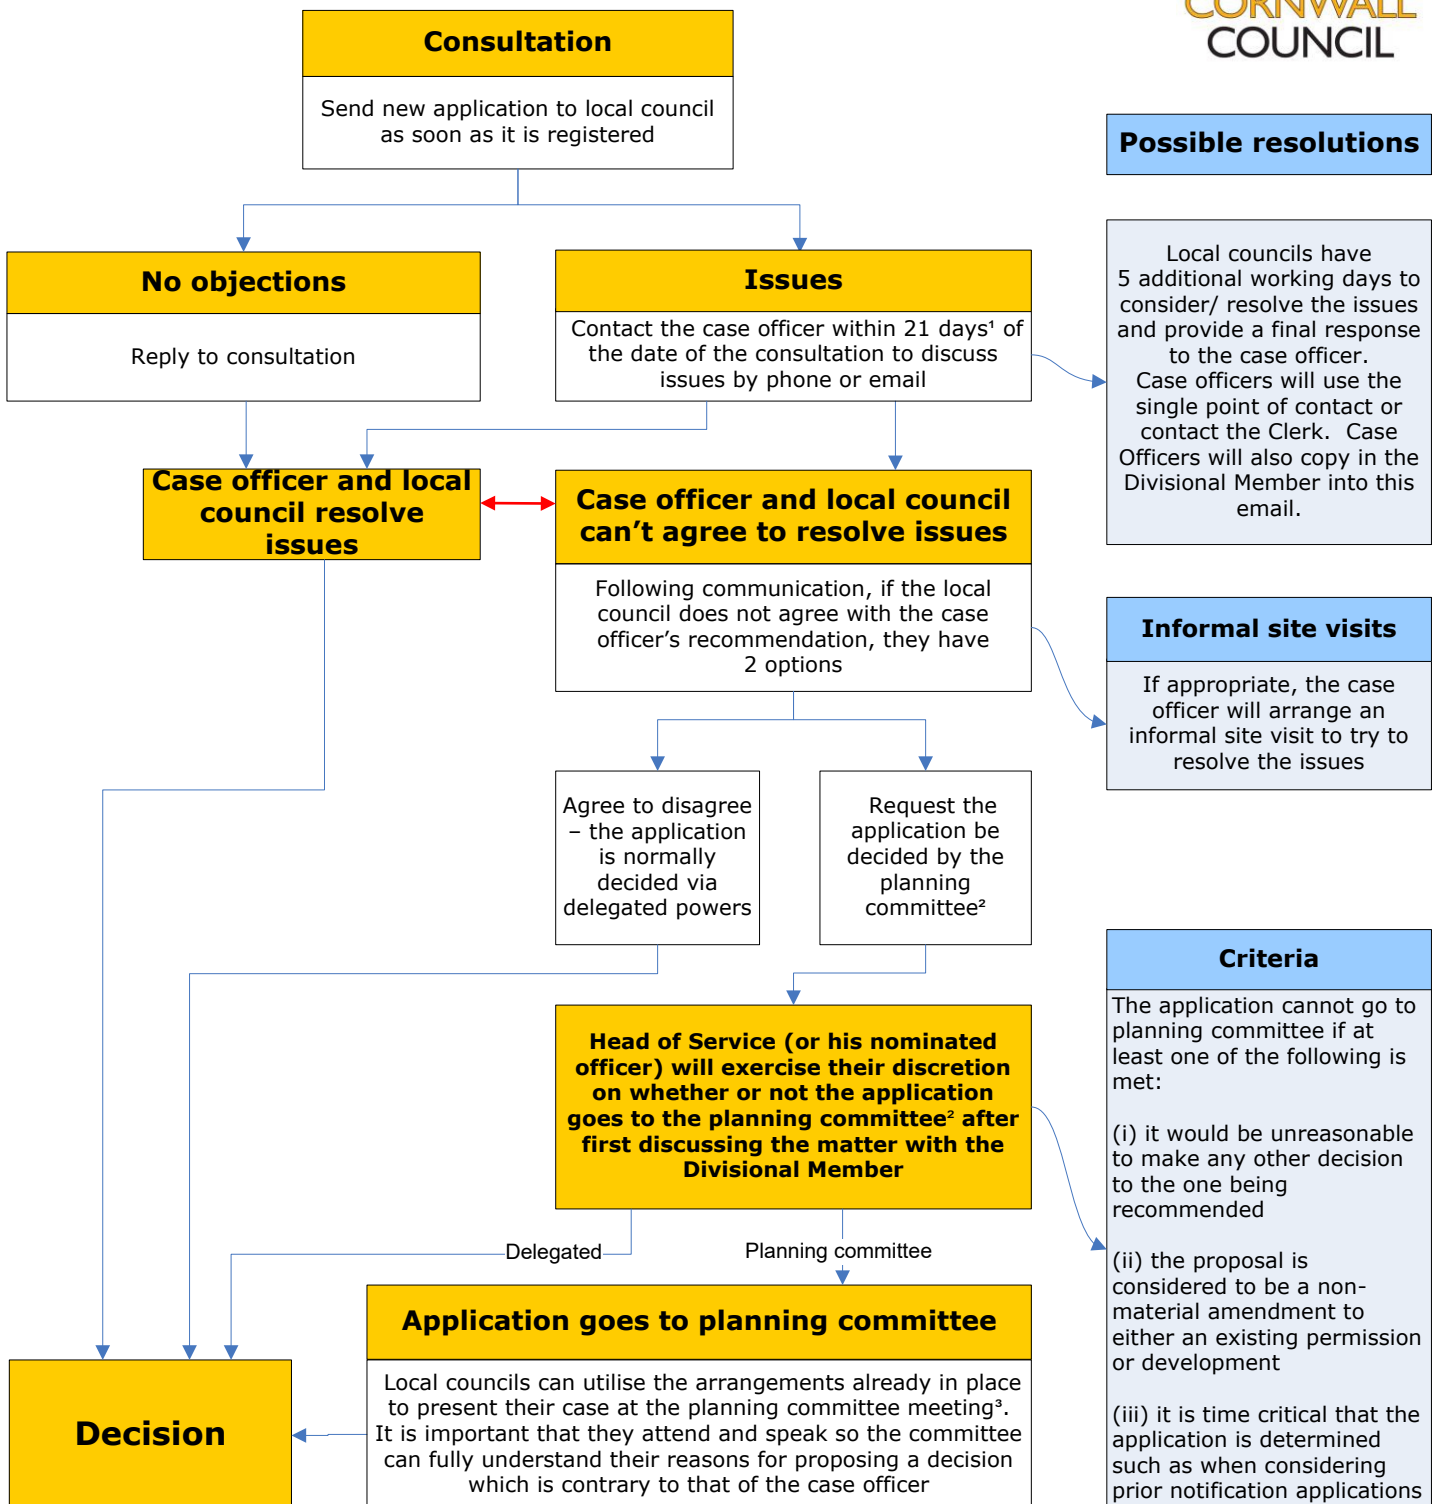 CORNWALL
COUNCIL
Consultation
Send new application to local council
as soon as it is registered
Possible resolutions
No objections
Reply to consultation
Issues
Contact the case officer within 21 days¹ of
the date of the consultation to discuss
issues by phone or email
Local councils have
5 additional working days to
consider/ resolve the issues
and provide a final response
to the case officer.
Case officers will use the
single point of contact or
contact the Clerk.  Case
Officers will also copy in the
Divisional Member into this
email.
Case officer and local
council resolve
issues
Case officer and local council
can’t agree to resolve issues
Following communication, if the local
council does not agree with the case
officer’s recommendation, they have
2 options
Informal site visits
If appropriate, the case
officer will arrange an
informal site visit to try to
resolve the issues
Agree to disagree
– the application
is normally
decided via
delegated powers
Request the
application be
decided by the
planning
committee²
Head of Service (or his nominated
officer) will exercise their discretion
on whether or not the application
goes to the planning committee² after
first discussing the matter with the
Divisional Member
Criteria
The application cannot go to
planning committee if at
least one of the following is
met:
(i) it would be unreasonable
to make any other decision
to the one being
recommended
(ii) the proposal is
considered to be a non-
material amendment to
either an existing permission
or development
(iii) it is time critical that the
application is determined
such as when considering
prior notification applications
Delegated
Planning committee
Application goes to planning committee
Local councils can utilise the arrangements already in place
to present their case at the planning committee meeting³.
It is important that they attend and speak so the committee
can fully understand their reasons for proposing a decision
which is contrary to that of the case officer
Decision